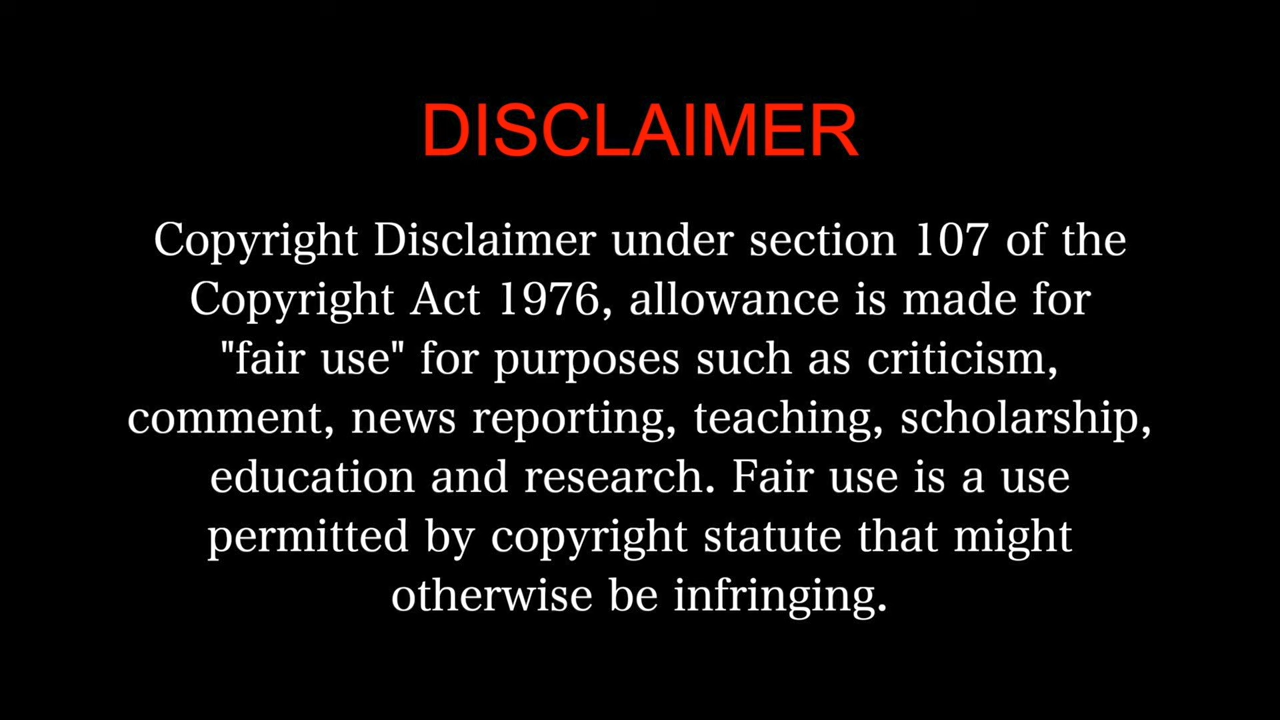 DISCLAIMER
Copyright Disclaimer under section 107 of the
Copyright Act 1976, allowance is made for
"fair use" for purposes such as criticism,
comment, news reporting, teaching, scholarship,
education and research. Fair use is a use
permitted by copyright statute that might
otherwise be infringing.